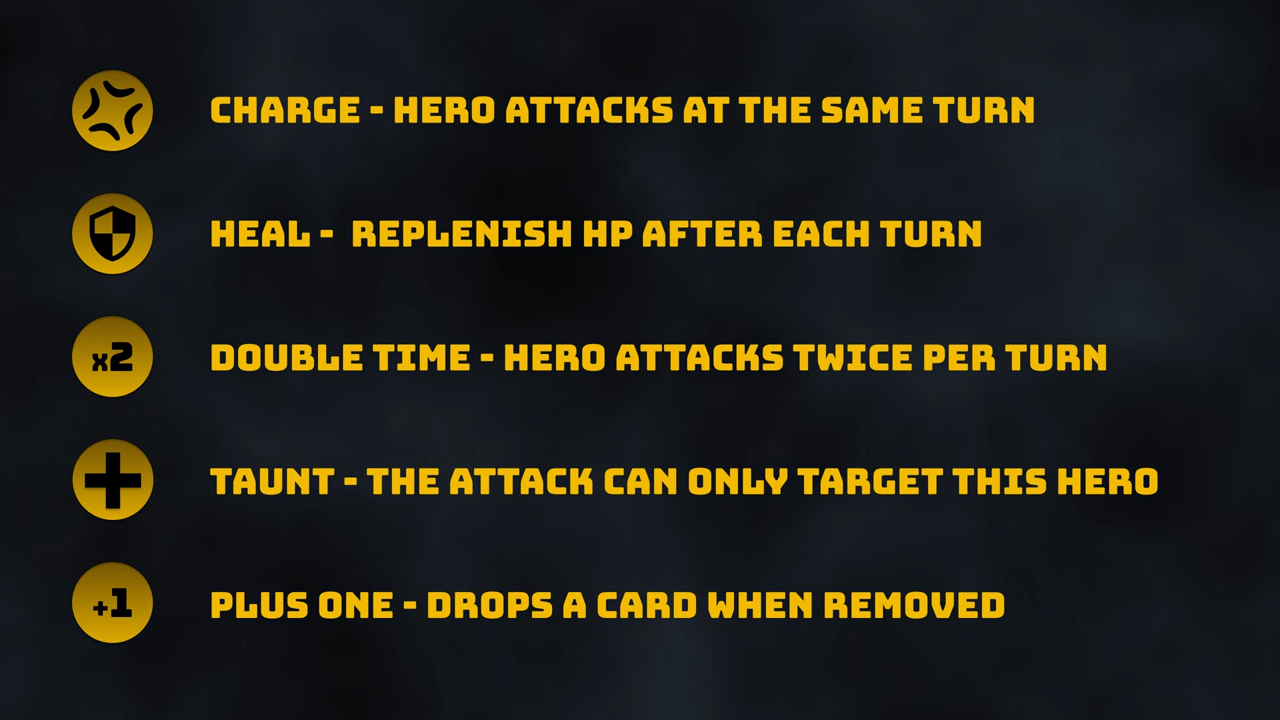 CHARGE - HERO ATTACKS AT THE SAME TURN
HEAL - REPLENISH HP AFTER EACH TURN
x2 DOUBLE TIME - HERO ATTACKS TWICE PER TURN
TAUNT - THE ATTACK CAN ONLY TARGET THIS HERO
+1 PLUS ONE - DROPS A CARD WHEN REMOVED